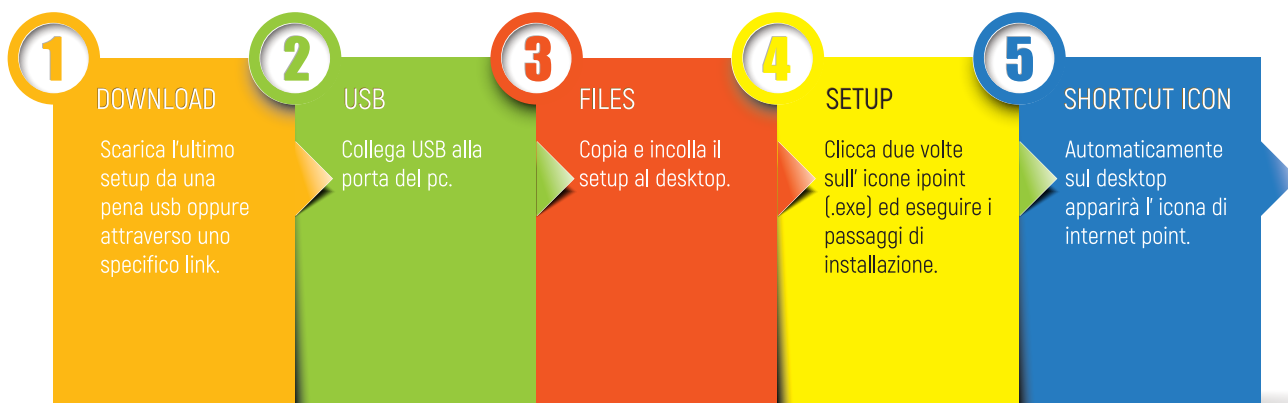 1
DOWNLOAD
Scarica l'ultimo
setup da una
pena usb oppure
attraverso uno
specifico link.
2
USB
Collega USB alla
porta del pc.
3
FILES
Copia e incolla il
setup al desktop.
4
SETUP
Clicca due volte
sull' icone ipoint
(.exe) ed eseguire i
passaggi di
installazione.
5
SHORTCUT ICON
Automaticamente
sul desktop
apparirà l' icona di
internet point.